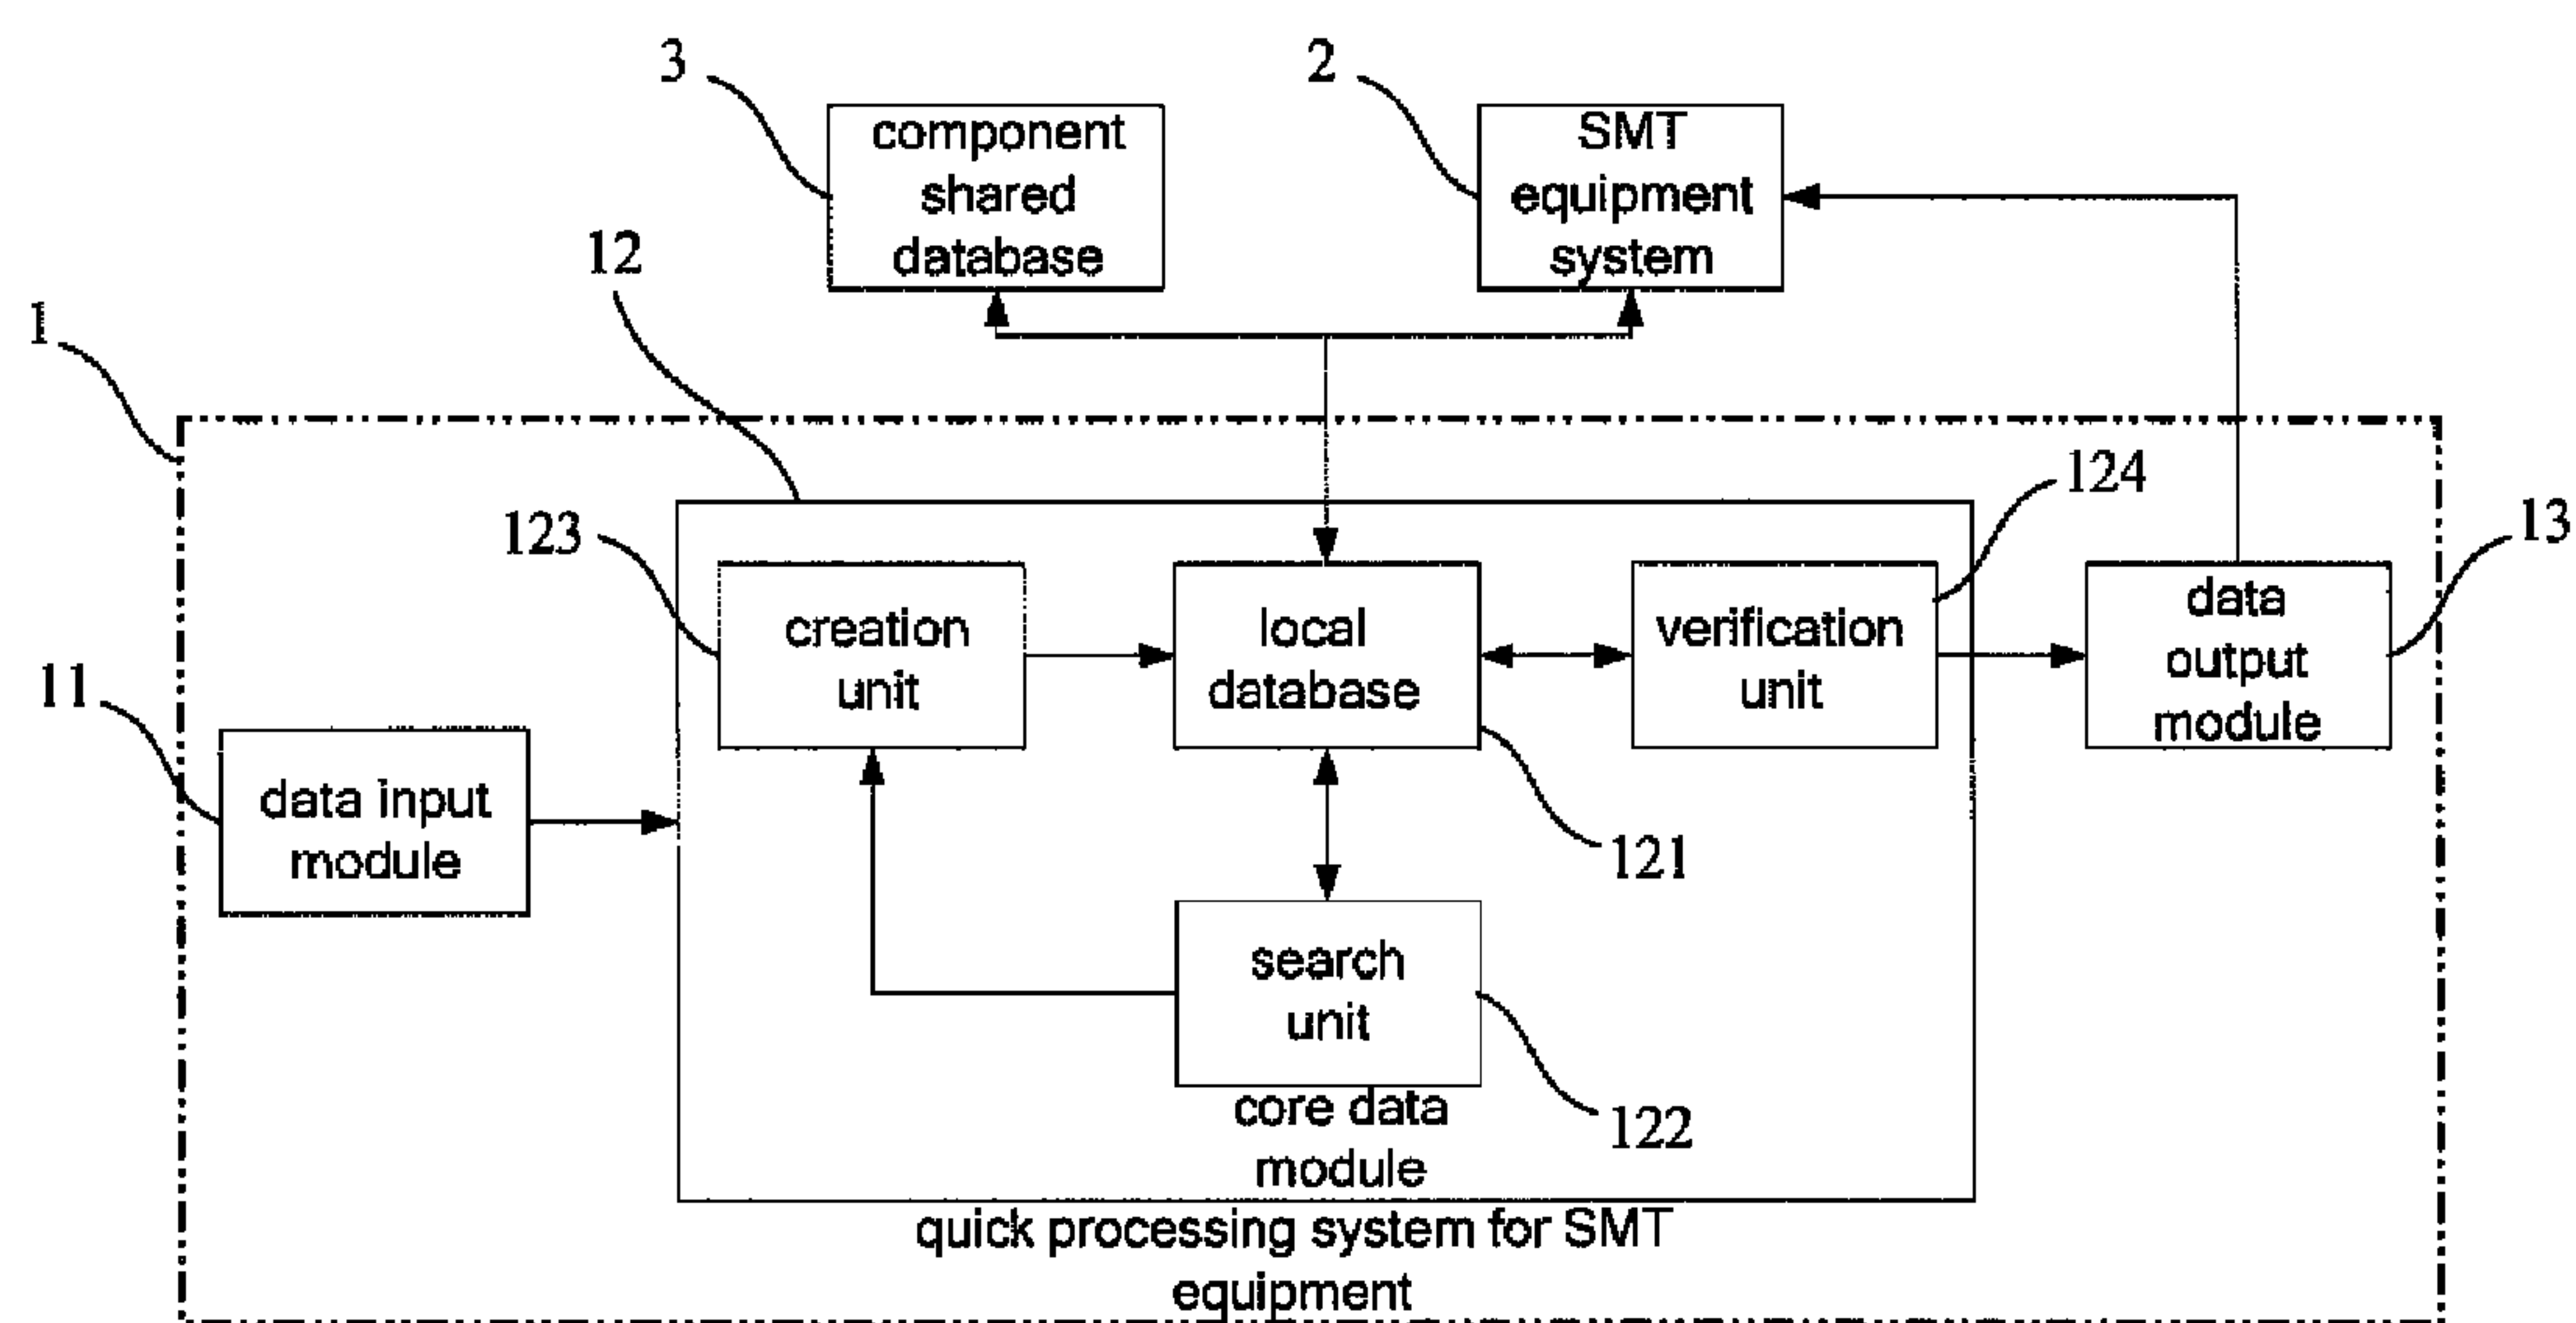 3
2
component
shared
database
SMT
equipment
system
12
1
124
123
13
creation
unit
local
database
verification
unit
data
output
module
11
data input
module
121
search
unit
122
core data
module
quick processing system for SMT
equipment